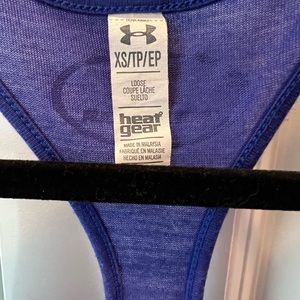 XS/TP/EP
LOOSE
COUPE LÂCHE
SUELTO
heat
gear
MADE IN MALAYSIA
FABRIQUÉ EN MALAISIE
HECHO EN MALASIA